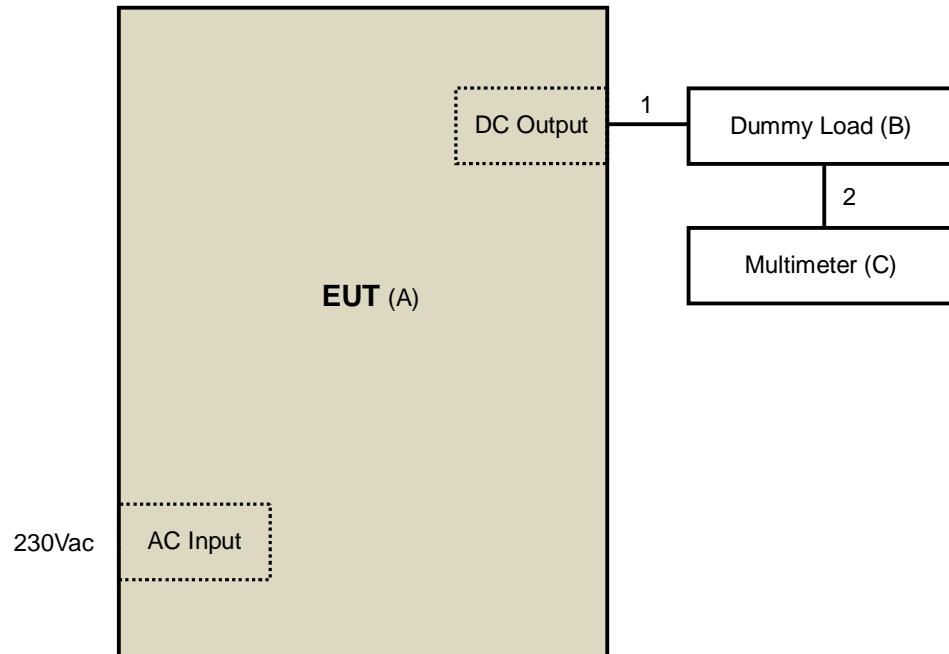 1
DC Output
Dummy Load (B)
2
Multimeter (C)
EUT (A)
230Vac
AC Input